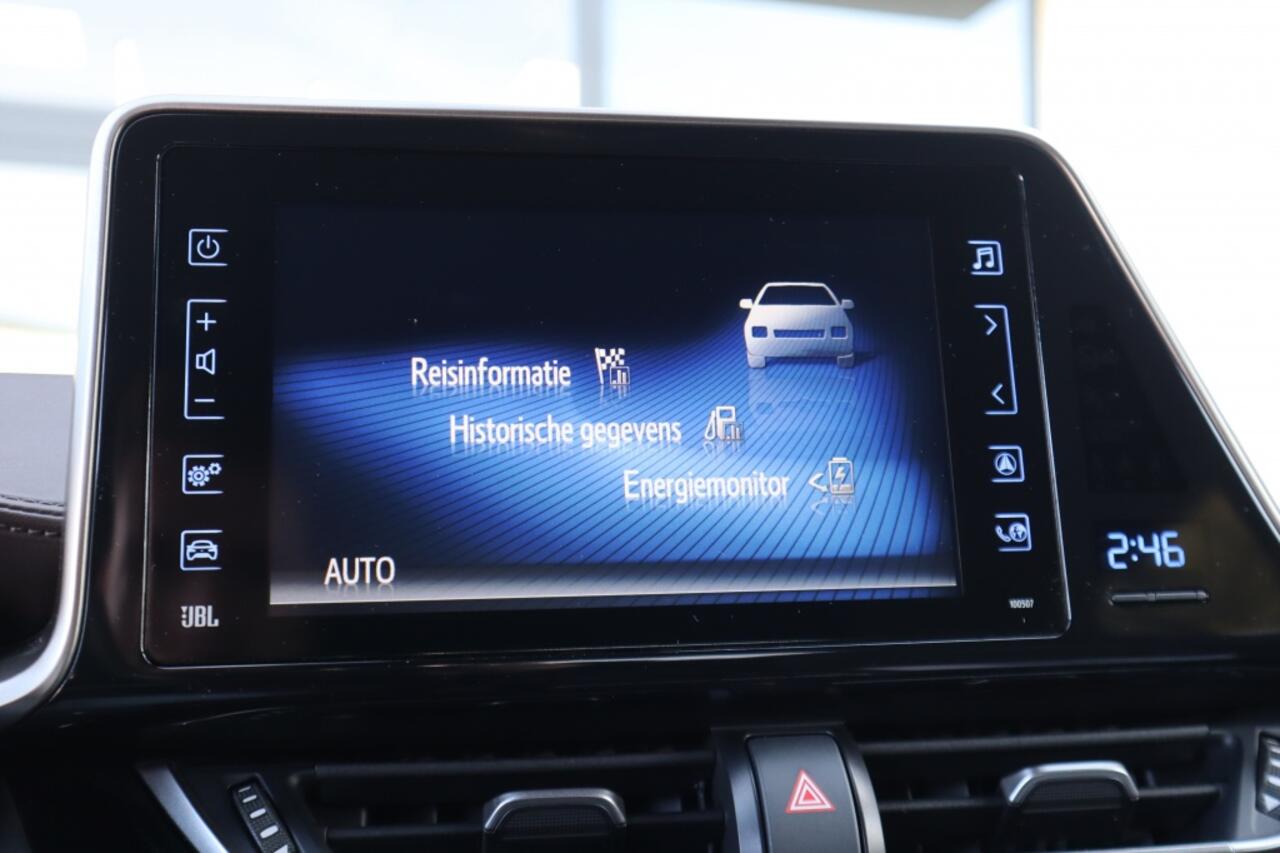 Reisinformatie
Historische gegevens
Energiemonitor
AUTO
JBL
100507
2:46